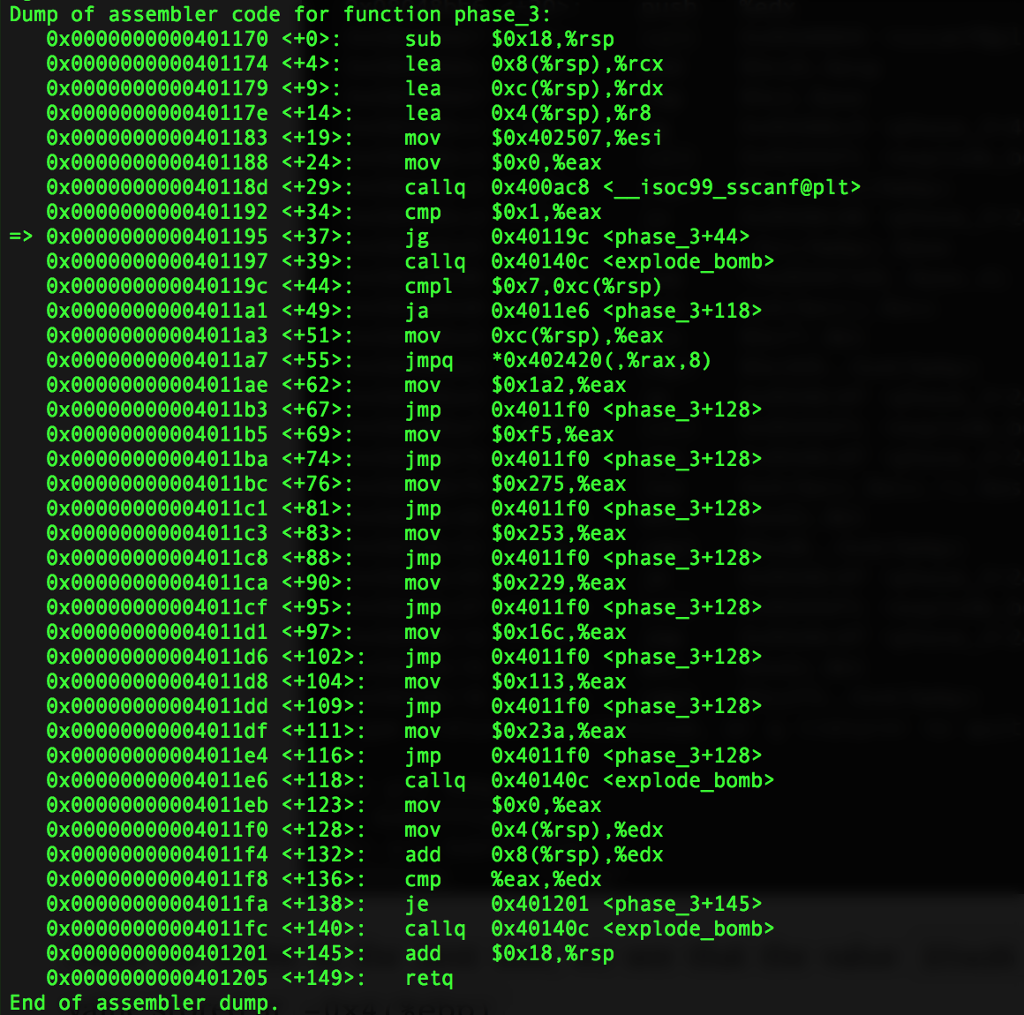 Dump of assembler code for function phase_3:
0x0000000000401170 <+0>: sub $0x18,%rsp
0x0000000000401174 <+4>: lea 0x8(%rsp),%rcx
0x0000000000401179 <+9>: lea 0xc(%rsp),%rdx
0x000000000040117e <+14>: lea 0x4(%rsp),%r8
0x0000000000401183 <+19>: mov $0x402507,%esi
0x0000000000401188 <+24>: mov $0x0,%eax
0x000000000040118d <+29>: callq 0x400ac8 <__isoc99_sscanf@plt>
0x0000000000401192 <+34>: cmp $0x1,%eax
=> 0x0000000000401195 <+37>: jg 0x40119c <phase_3+44>
0x0000000000401197 <+39>: callq 0x40140c <explode_bomb>
0x000000000040119c <+44>: cmpl $0x7,0xc(%rsp)
0x00000000004011a1 <+49>: ja 0x4011e6 <phase_3+118>
0x00000000004011a3 <+51>: mov 0xc(%rsp),%eax
0x00000000004011a7 <+55>: jmpq *0x402420(,%rax,8)
0x00000000004011ae <+62>: mov $0x1a2,%eax
0x00000000004011b3 <+67>: jmp 0x4011f0 <phase_3+128>
0x00000000004011b5 <+69>: mov $0xf5,%eax
0x00000000004011ba <+74>: jmp 0x4011f0 <phase_3+128>
0x00000000004011bc <+76>: mov $0x275,%eax
0x00000000004011c1 <+81>: jmp 0x4011f0 <phase_3+128>
0x00000000004011c3 <+83>: mov $0x253,%eax
0x00000000004011c8 <+88>: jmp 0x4011f0 <phase_3+128>
0x00000000004011ca <+90>: mov $0x229,%eax
0x00000000004011cf <+95>: jmp 0x4011f0 <phase_3+128>
0x00000000004011d1 <+97>: mov $0x16c,%eax
0x00000000004011d6 <+102>: jmp 0x4011f0 <phase_3+128>
0x00000000004011d8 <+104>: mov $0x113,%eax
0x00000000004011dd <+109>: jmp 0x4011f0 <phase_3+128>
0x00000000004011df <+111>: mov $0x23a,%eax
0x00000000004011e4 <+116>: jmp 0x4011f0 <phase_3+128>
0x00000000004011e6 <+118>: callq 0x40140c <explode_bomb>
0x00000000004011eb <+123>: mov $0x0,%eax
0x00000000004011f0 <+128>: mov 0x4(%rsp),%edx
0x00000000004011f4 <+132>: add 0x8(%rsp),%edx
0x00000000004011f8 <+136>: cmp %eax,%edx
0x00000000004011fa <+138>: je 0x401201 <phase_3+145>
0x00000000004011fc <+140>: callq 0x40140c <explode_bomb>
0x0000000000401201 <+145>: add $0x18,%rsp
0x0000000000401205 <+149>: retq
End of assembler dump.